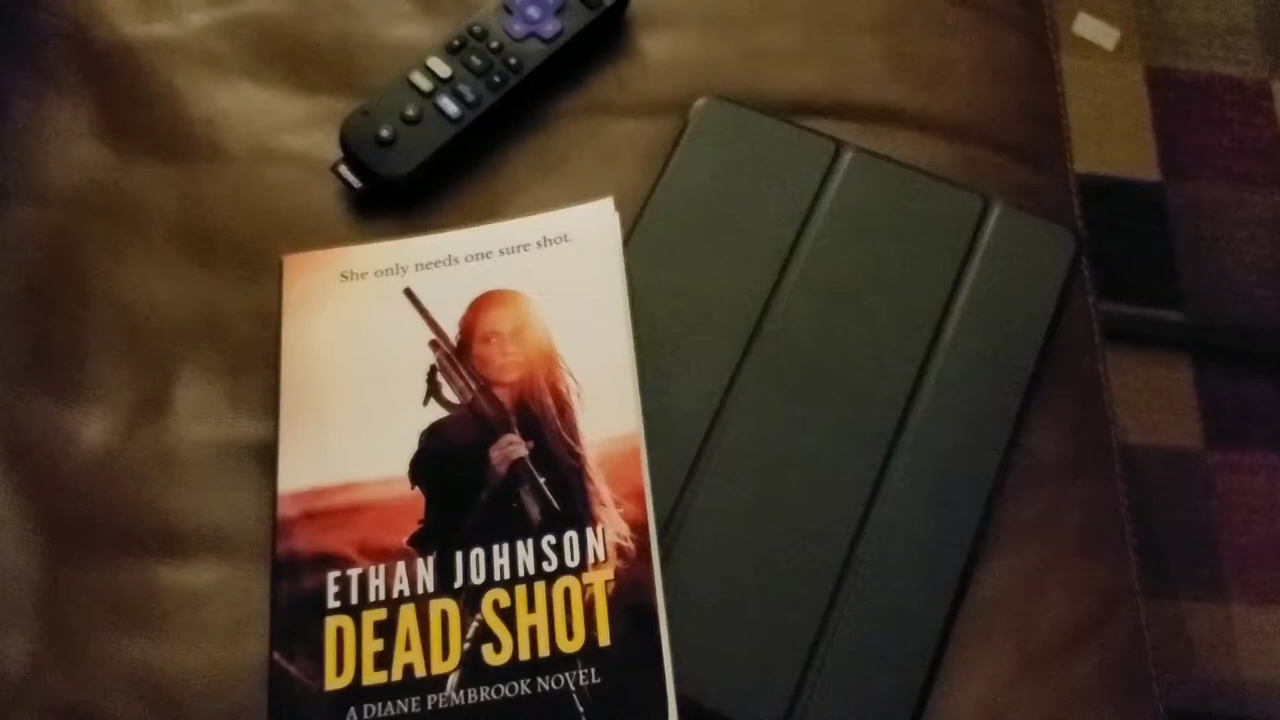 She only needs one sure shot.
ETHAN JOHNSON
DEAD SHOT
A DIANE PEMBROOK NOVEL